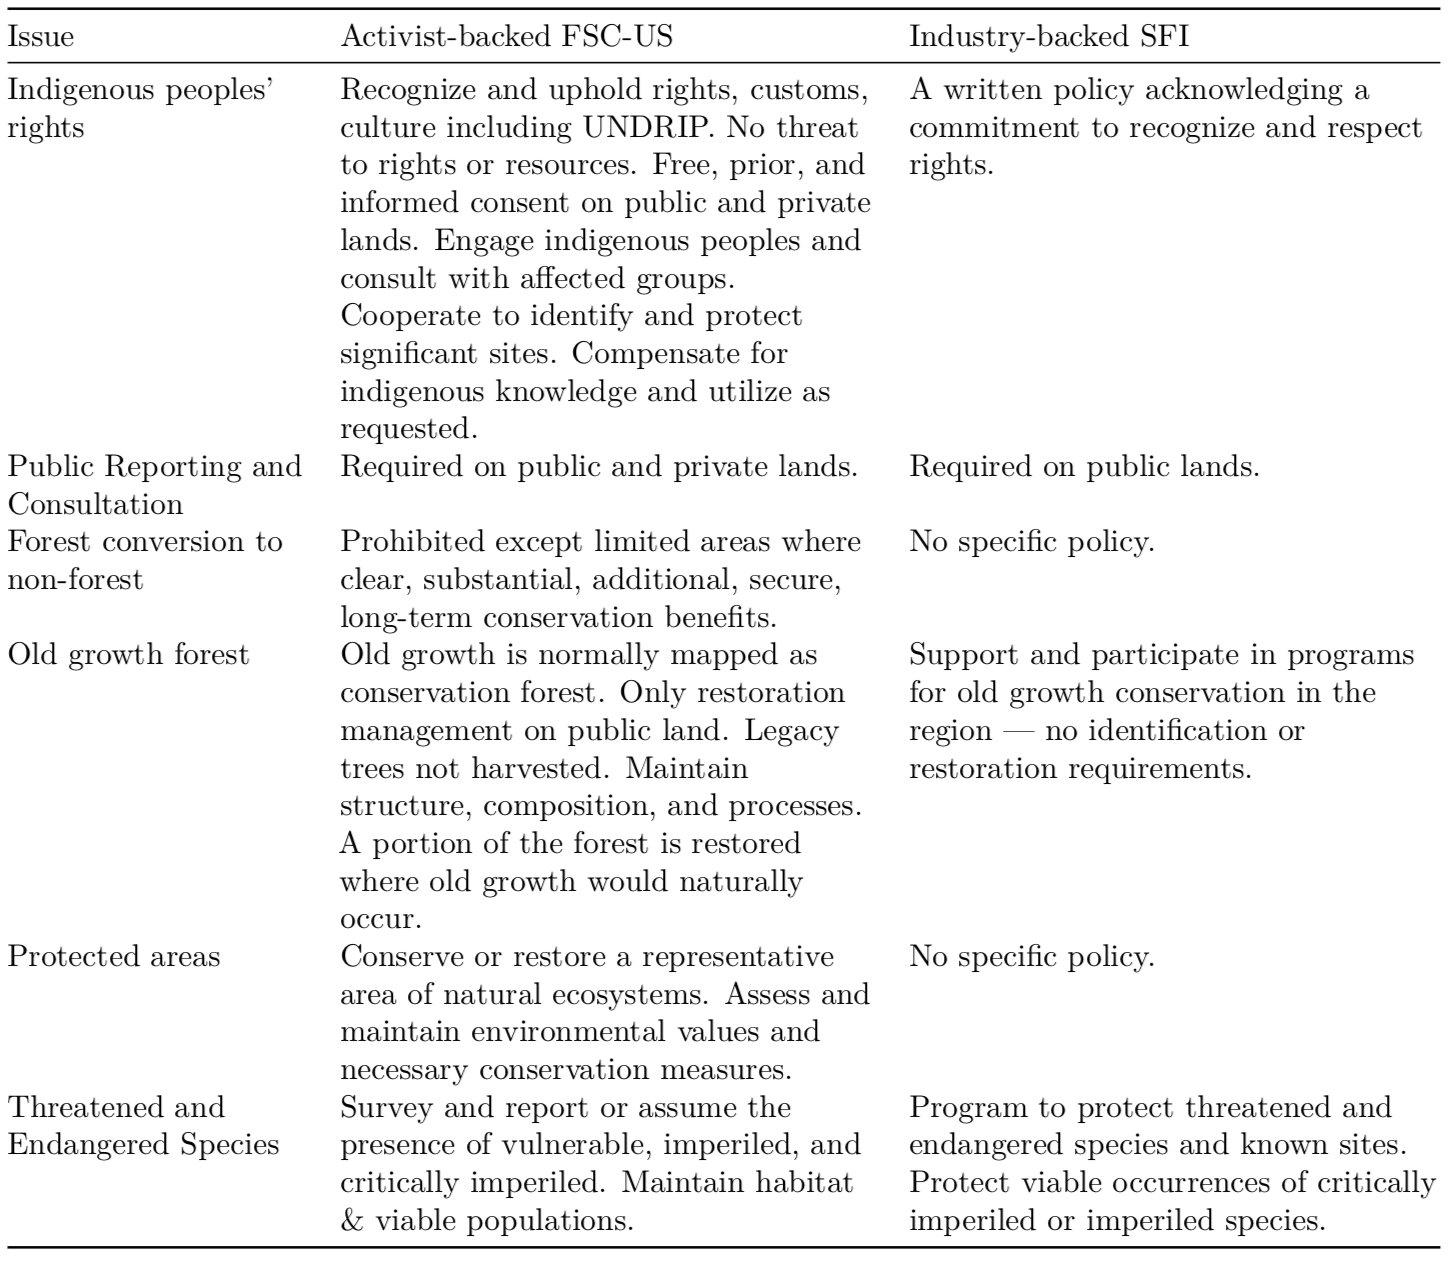 Issue Activist-backed FSC-US Industry-backed SFI
Indigenous peoples’ rights
Recognize and uphold rights, customs,
culture including UNDRIP. No threat
to rights or resources. Free, prior, and
informed consent on public and private
lands. Engage indigenous peoples and
consult with affected groups.
Cooperate to identify and protect
significant sites. Compensate for
indigenous knowledge and utilize as
requested.
A written policy acknowledging a
commitment to recognize and respect
rights.
Public Reporting and
Consultation
Required on public and private lands.
Required on public lands.
Forest conversion to
non-forest
Prohibited except limited areas where
clear, substantial, additional, secure,
long-term conservation benefits.
No specific policy.
Old growth forest
Old growth is normally mapped as
conservation forest. Only restoration
management on public land. Legacy
trees not harvested. Maintain
structure, composition, and processes.
A portion of the forest is restored
where old growth would naturally
occur.
Support and participate in programs
for old growth conservation in the
region — no identification or
restoration requirements.
Protected areas
Conserve or restore a representative
area of natural ecosystems. Assess and
maintain environmental values and
necessary conservation measures.
No specific policy.
Threatened and
Endangered Species
Survey and report or assume the
presence of vulnerable, imperiled, and
critically imperiled. Maintain habitat
& viable populations.
Program to protect threatened and
endangered species and known sites.
Protect viable occurrences of critically
imperiled or imperiled species.